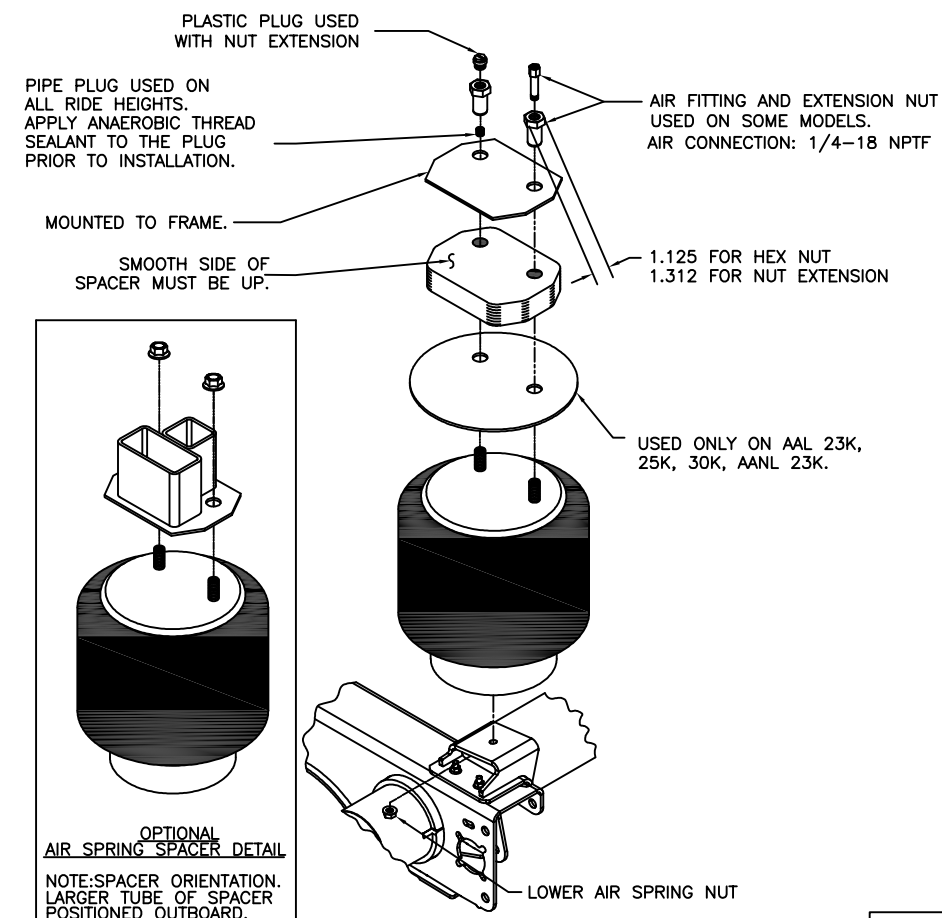 PLASTIC PLUG USED
WITH NUT EXTENSION
PIPE PLUG USED ON
ALL RIDE HEIGHTS.
APPLY ANAEROBIC THREAD
SEALANT TO THE PLUG
PRIOR TO INSTALLATION.
AIR FITTING AND EXTENSION NUT
USED ON SOME MODELS.
AIR CONNECTION: 1/4-18 NPTF
MOUNTED TO FRAME.
SMOOTH SIDE OF
SPACER MUST BE UP.
1.125 FOR HEX NUT
1.312 FOR NUT EXTENSION
USED ONLY ON AAL 23K,
25K, 30K, AANL 23K.
OPTIONAL
AIR SPRING SPACER DETAIL
NOTE:SPACER ORIENTATION.
LARGER TUBE OF SPACER
POSITIONED OUTBOARD.
LOWER AIR SPRING NUT